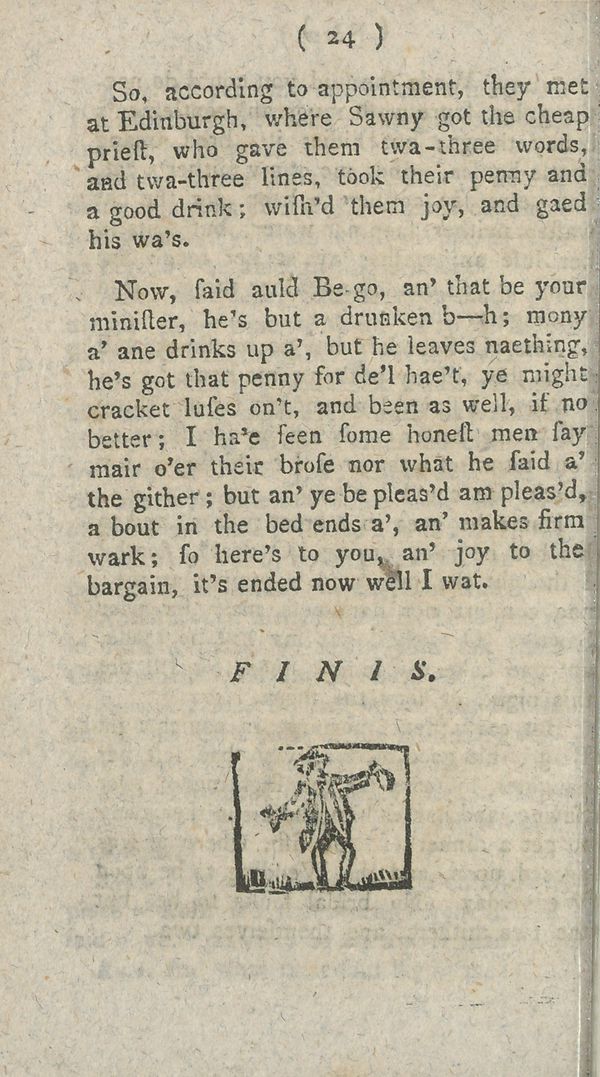 ( 24 )
So, according to appointment, they met
at Edinburgh, where Sawny got the cheap
prieſt, who gave them twa-three words,
and twa-three lines, took their penny and
a good drink; wiſh'd them joy, and gaed
his wa's.
Now, ſaid auld Be-go, an' that be your
miniſter, he's but a drunken b—h; mony
a' ane drinks up a', but he leaves naething,
he's got that penny for de'l hae't, ye might
cracket luſes on't, and been as well, if no
better; I ha'e ſeen ſome honeſt men ſay
mair o'er their broſe nor what he ſaid a'
the gither; but an' ye be pleas'd am pleas'd,
a bout in the bed ends a', an' makes firm
wark; ſo here's to you, an' joy to the
bargain, it's ended now well I wat.
FINIS.